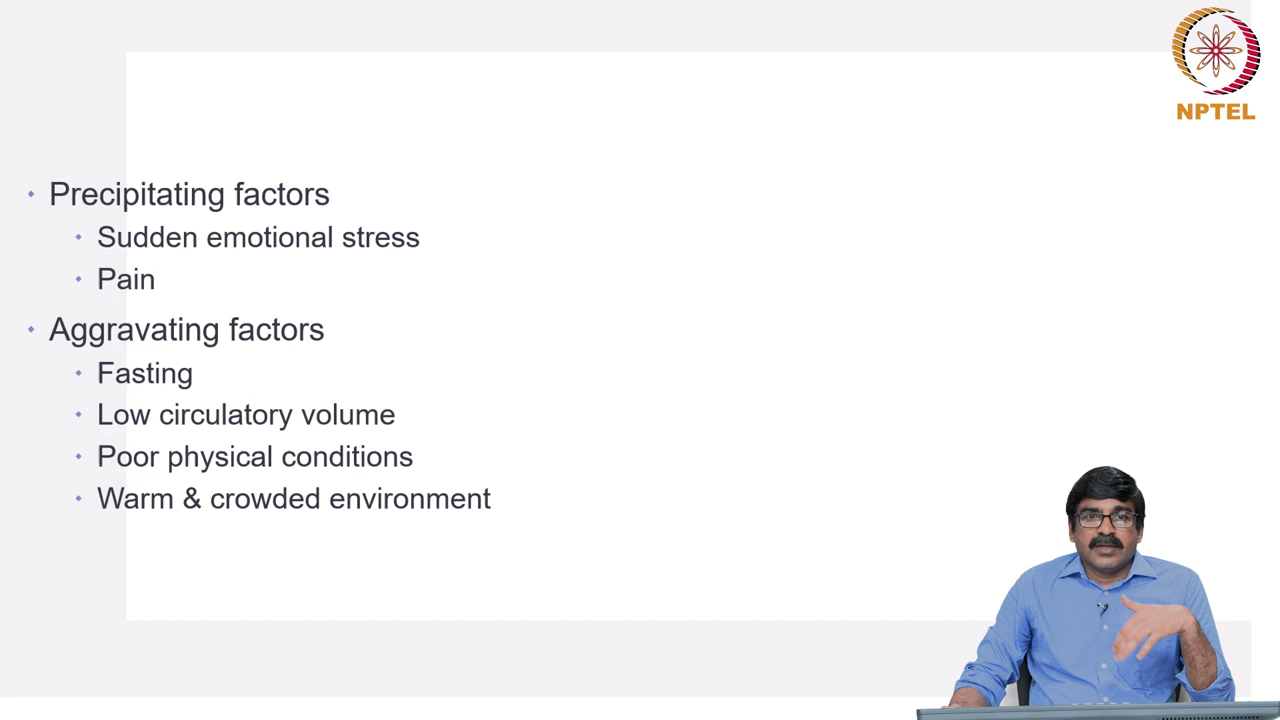 NPTEL
Precipitating factors
Sudden emotional stress
Pain
Aggravating factors
Fasting
Low circulatory volume
Poor physical conditions
Warm & crowded environment